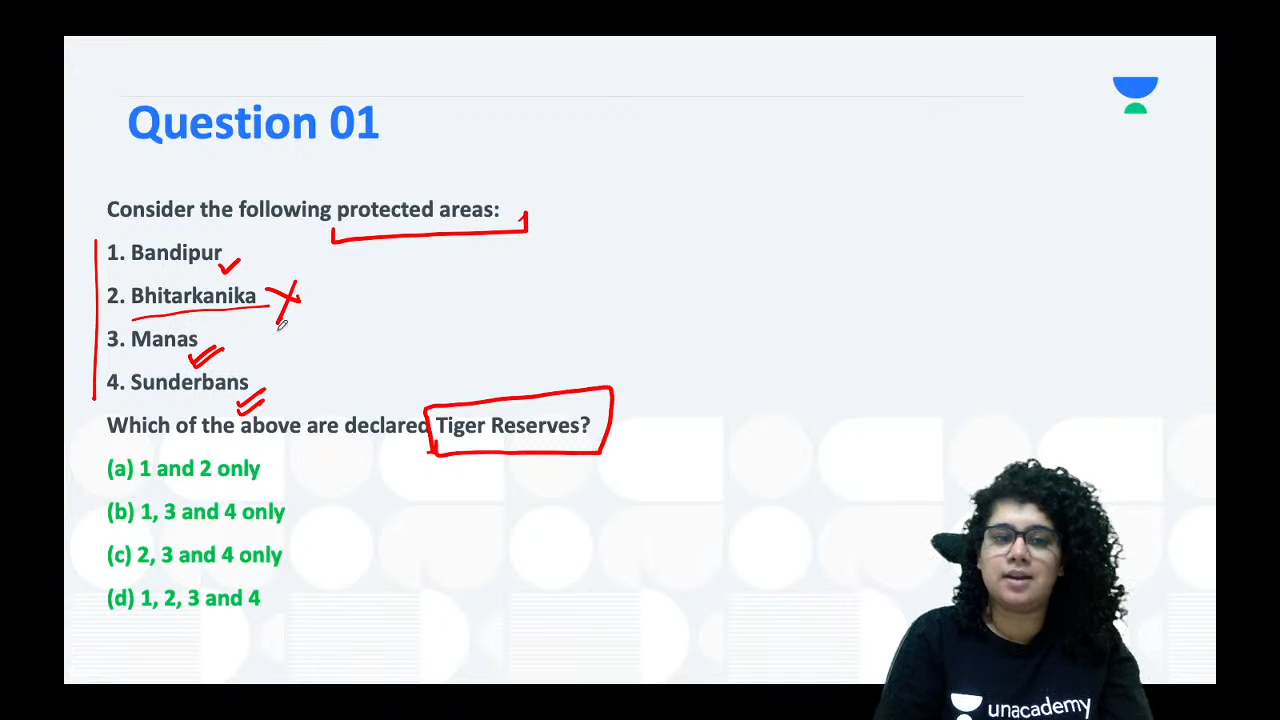 Question 01
Consider the following protected areas:
1. Bandipur
2. Bhitarkanika
3. Manas
4. Sunderbans
Which of the above are declared Tiger Reserves?
(a) 1 and 2 only
(b) 1, 3 and 4 only
(c) 2, 3 and 4 only
(d) 1, 2, 3 and 4
unacademy